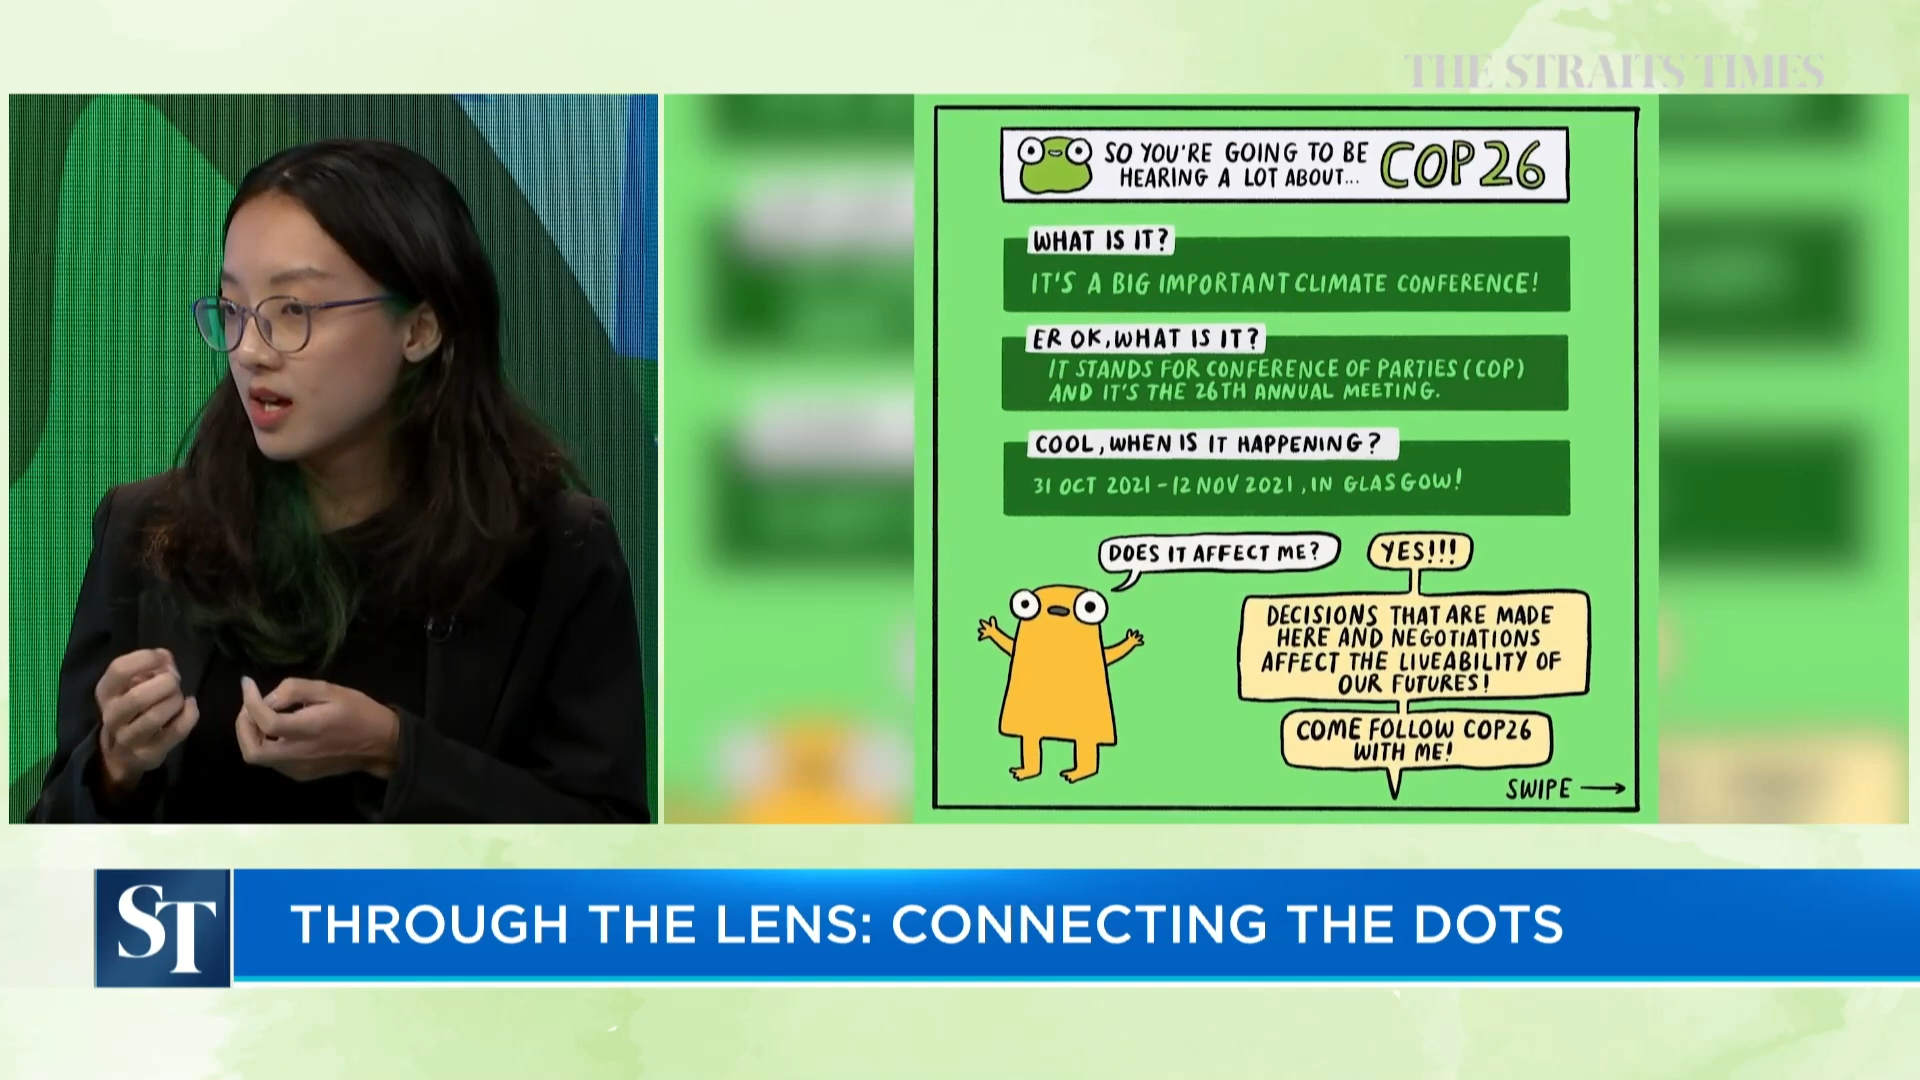 THE STRAITS TIMES
SO YOU'RE GOING TO BE
HEARING A LOT ABOUT...
COP26
WHAT IS IT?
IT'S A BIG IMPORTANT CLIMATE CONFERENCE!
ER OK, WHAT IS IT?
IT STANDS FOR CONFERENCE OF PARTIES (COP)
AND IT'S THE 26TH ANNUAL MEETING.
COOL, WHEN IS IT HAPPENING?
31 OCT 2021 - 12 NOV 2021, IN GLASGOW!
DOES IT AFFECT ME?
YES!!!
DECISIONS THAT ARE MADE
HERE AND NEGOTIATIONS
AFFECT THE LIVEABILITY OF
OUR FUTURES!
COME FOLLOW COP26
WITH ME!
SWIPE →
ST
THROUGH THE LENS: CONNECTING THE DOTS